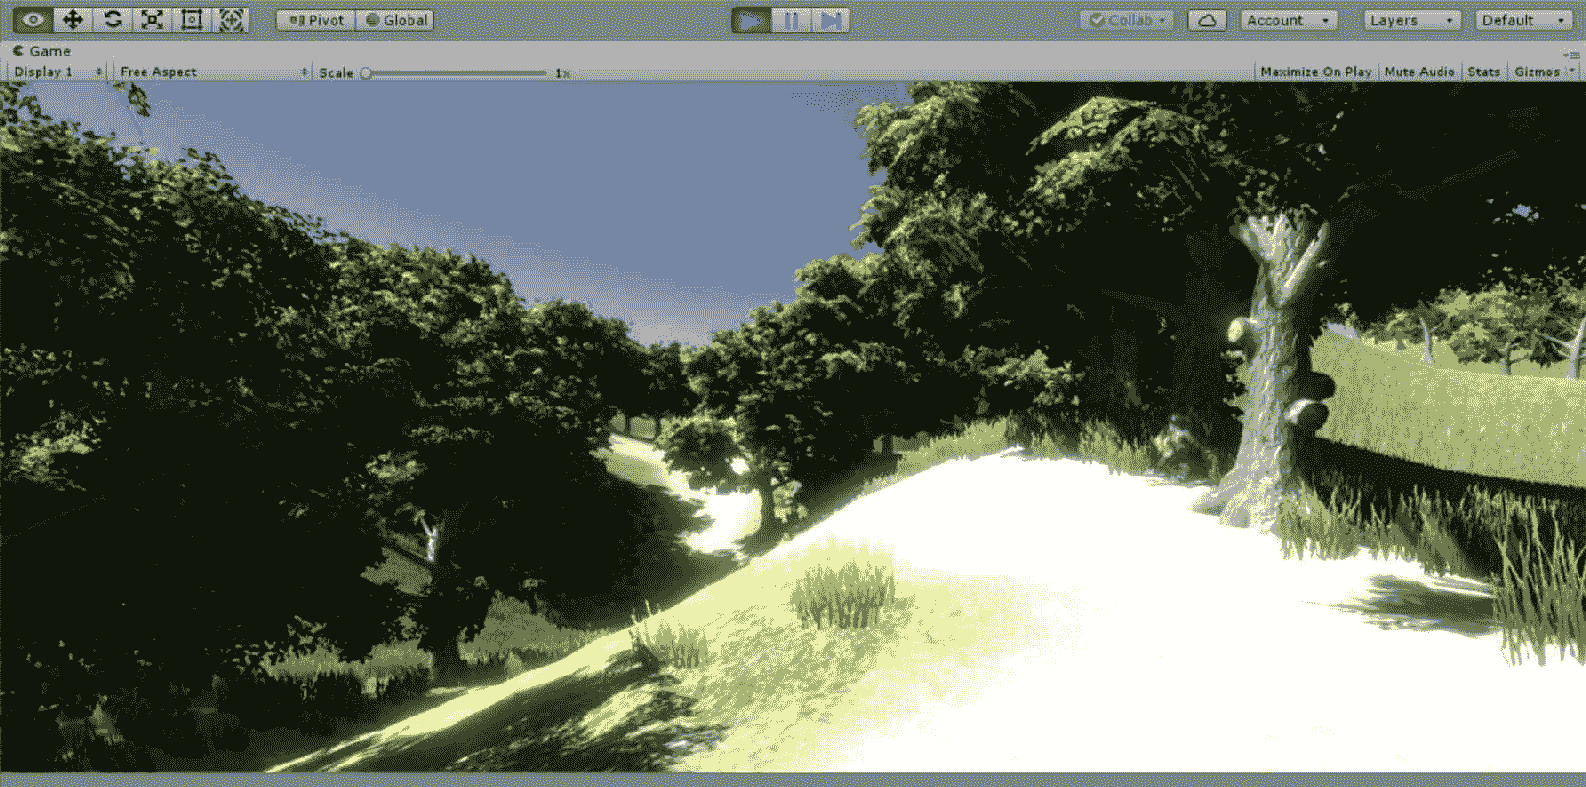 Pivot Global Collab Account Layers Default
Game
Display 1 Free Aspect Scale 1x Maximize On Play Mute Audio Stats Gizmos